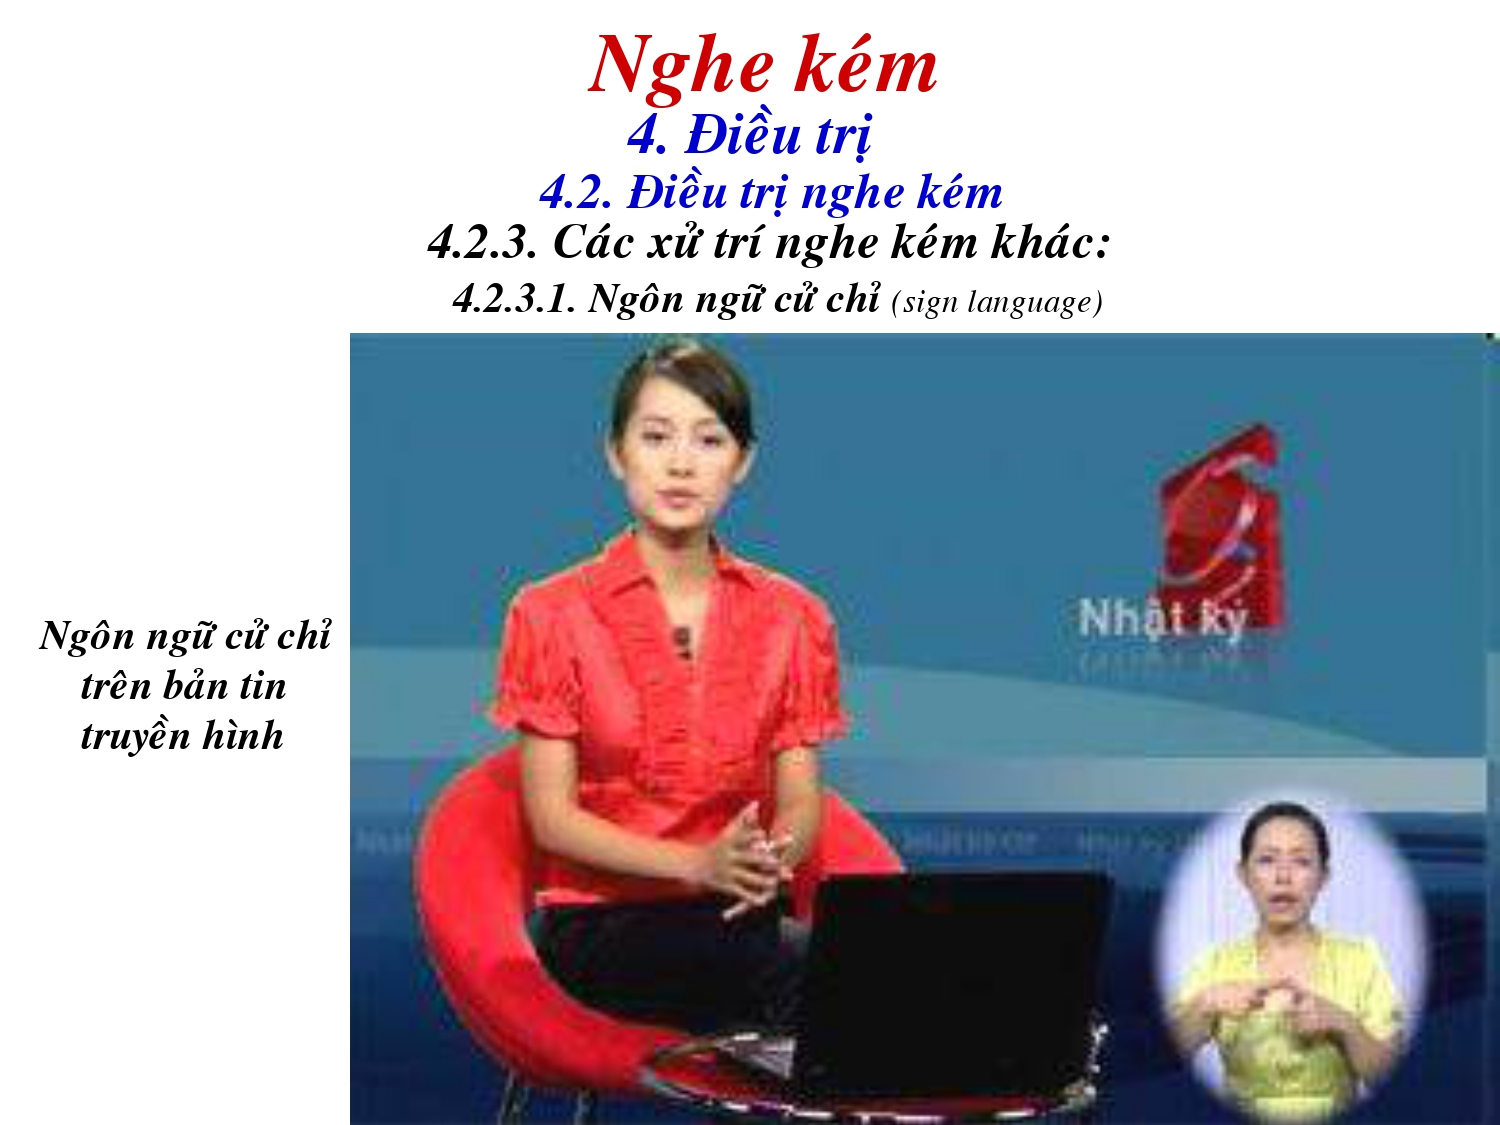 Nghe kém
4. Điều trị
4.2. Điều trị nghe kém
4.2.3. Các xử trí nghe kém khác:
4.2.3.1. Ngôn ngữ cử chỉ (sign language)
Ngôn ngữ cử chỉ
trên bản tin
truyền hình
Nhật ký